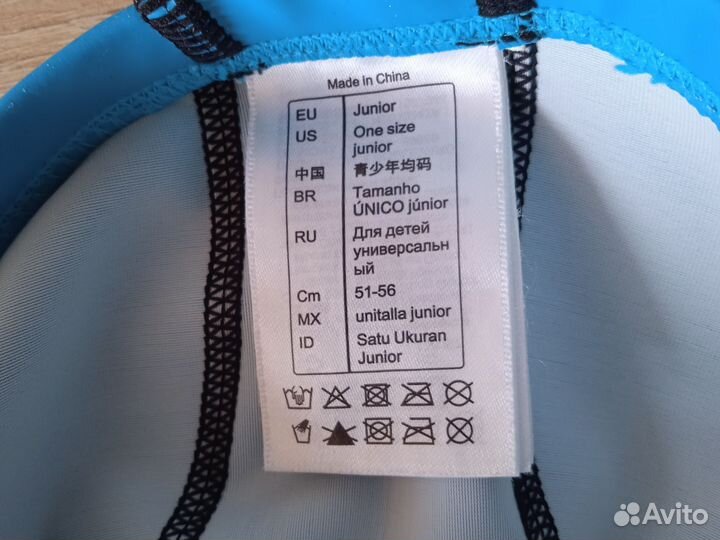 Made in China
EU Junior
US One size
junior
中国 青少年均码
BR Tamanho
ÚNICO júnior
RU Для детей
универсальн
ый
Cm 51-56
MX unitalla junior
ID Satu Ukuran
Junior
Avito